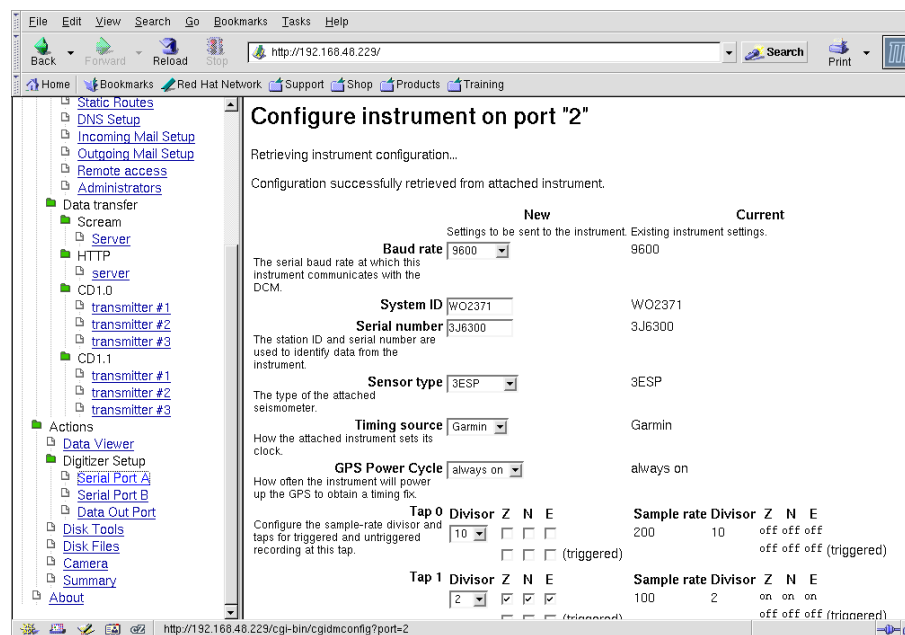 File Edit View Search Go Bookmarks Tasks Help
Back Forward Reload Stop http://192.168.48.229/ Search Print
Home Bookmarks Red Hat Network Support Shop Products Training
Static Routes
DNS Setup
Incoming Mail Setup
Outgoing Mail Setup
Remote access
Administrators
Data transfer
Scream
Server
HTTP
server
CD1.0
transmitter #1
transmitter #2
transmitter #3
CD1.1
transmitter #1
transmitter #2
transmitter #3
Actions
Data Viewer
Digitizer Setup
Serial Port A
Serial Port B
Data Out Port
Disk Tools
Disk Files
Camera
Summary
About
Configure instrument on port "2"
Retrieving instrument configuration...
Configuration successfully retrieved from attached instrument.
New Current
Settings to be sent to the instrument. Existing instrument settings.
Baud rate 9600 9600
The serial baud rate at which this
instrument communicates with the
DCM.
System ID WO2371 WO2371
Serial number 3J6300 3J6300
The station ID and serial number are
used to identify data from the
instrument.
Sensor type 3ESP 3ESP
The type of the attached
seismometer.
Timing source Garmin Garmin
How the attached instrument sets its
clock.
GPS Power Cycle always on always on
How often the instrument will power
up the GPS to obtain a timing fix.
Tap 0 Divisor Z N E Sample rate Divisor Z N E
Configure the sample-rate divisor and
taps for triggered and untriggered
recording at this tap.
10 200 10 off off off
(triggered) off off off (triggered)
Tap 1 Divisor Z N E Sample rate Divisor Z N E
2 100 2 on on on
(triggered) off off off (triggered)
http://192.168.48.229/cgi-bin/cgidmconfig?port=2